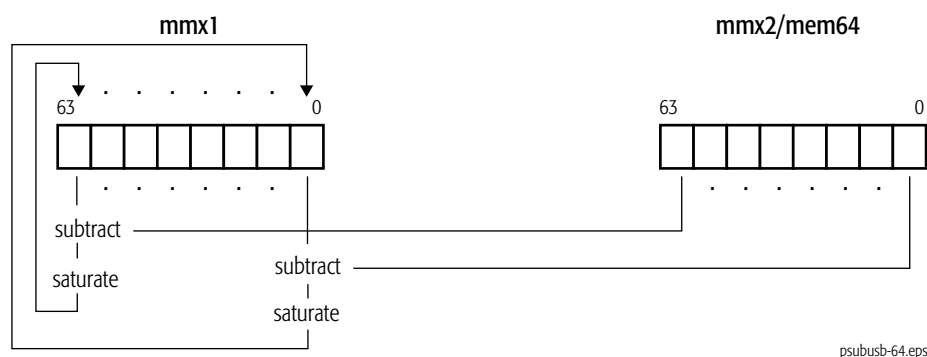 mmx1 mmx2/mem64
. . . . . .
63 0 63 0
. . . . . . . . . . . .
subtract
saturate subtract
saturate
psubusb-64.eps